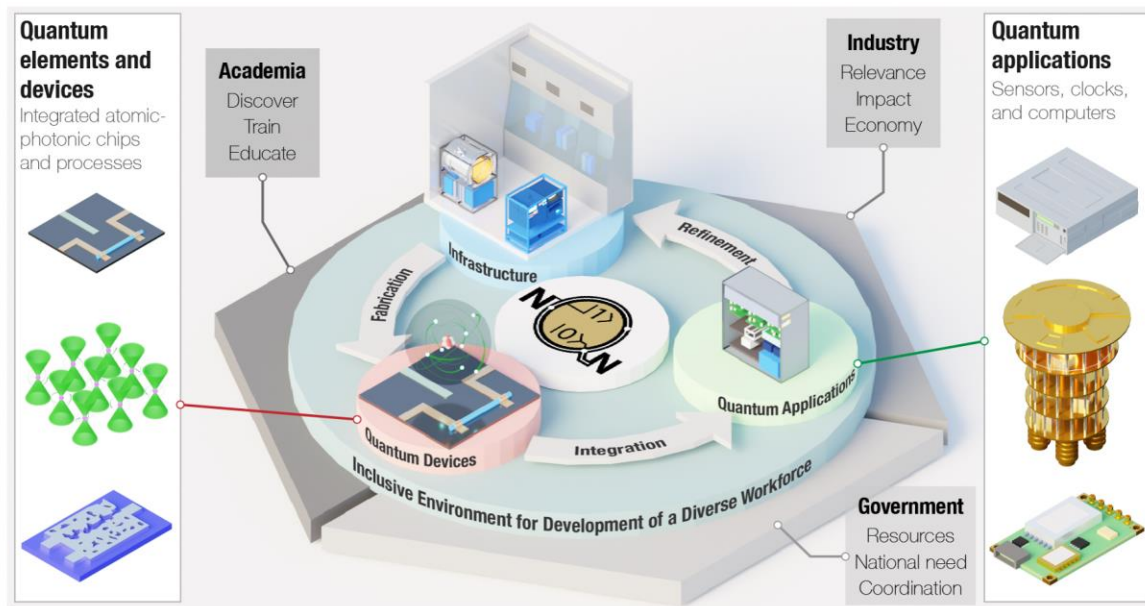 Quantum
elements and
devices
Integrated atomic-
photonic chips
and processes
Academia
Discover
Train
Educate
Industry
Relevance
Impact
Economy
Quantum
applications
Sensors, clocks,
and computers
Infrastructure
Refinement
Fabrication
N
|1⟩
|0⟩
N
Quantum Devices
Quantum Applications
Integration
Inclusive Environment for Development of a Diverse Workforce
Government
Resources
National need
Coordination